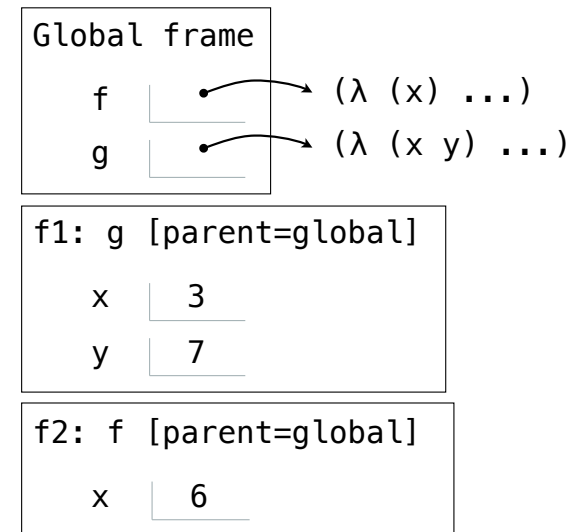 Global frame
f (λ (x) ...)
g (λ (x y) ...)
f1: g [parent=global]
x 3
y 7
f2: f [parent=global]
x 6